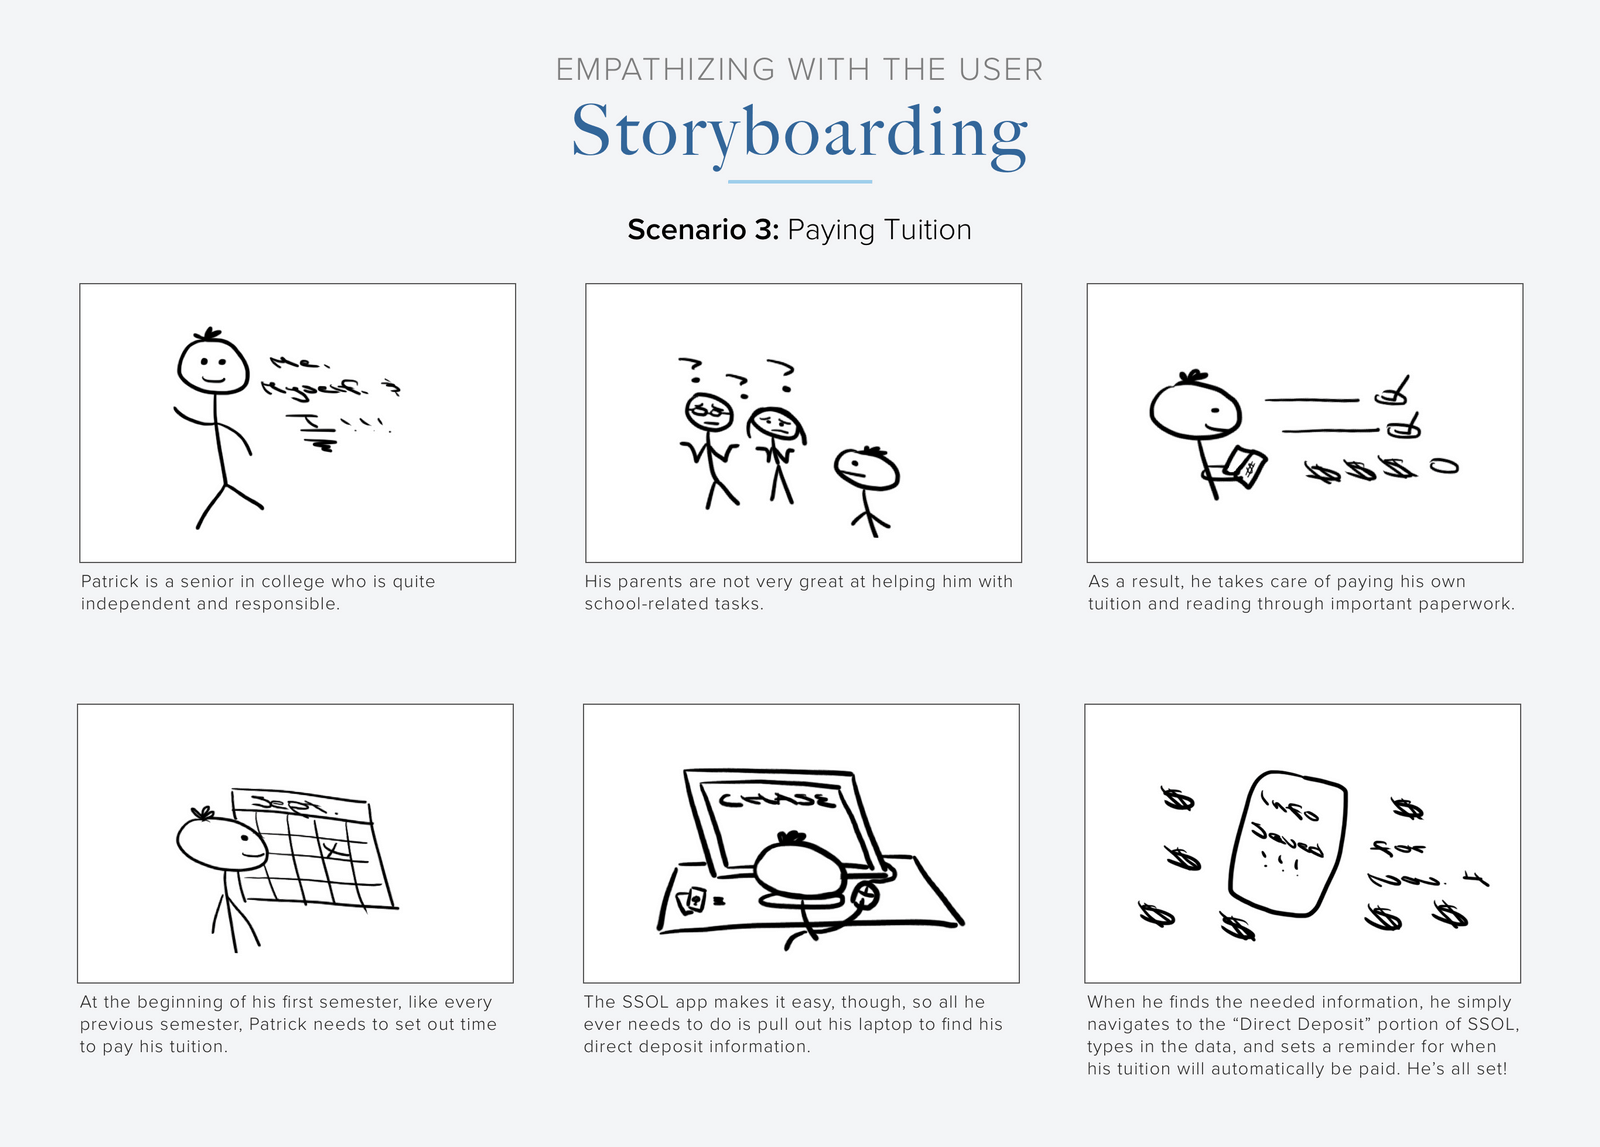 EMPATHIZING WITH THE USER
Storyboarding
Scenario 3: Paying Tuition
Me.
Myself. &
I ....
Patrick is a senior in college who is quite
independent and responsible.
? ? ?
His parents are not very great at helping him with
school-related tasks.
$
$ $ $
As a result, he takes care of paying his own
tuition and reading through important paperwork.
Sept.
X
At the beginning of his first semester, like every
previous semester, Patrick needs to set out time
to pay his tuition.
CHASE
The SSOL app makes it easy, though, so all he
ever needs to do is pull out his laptop to find his
direct deposit information.
Info
Saved
!!!
for
Nov. 4
$ $ $ $ $ $ $
When he finds the needed information, he simply
navigates to the “Direct Deposit” portion of SSOL,
types in the data, and sets a reminder for when
his tuition will automatically be paid. He’s all set!